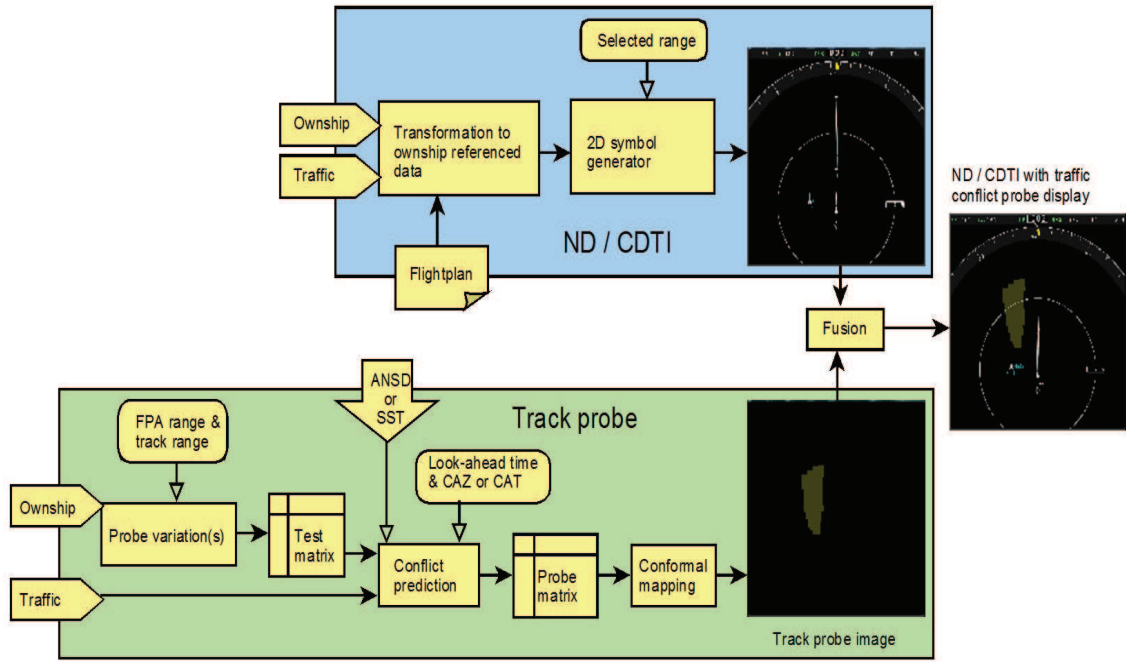 Selected range
Ownship
Traffic
Transformation to
ownship referenced
data
2D symbol
generator
ND / CDTI
Flightplan
ND / CDTI with traffic
conflict probe display
Fusion
ANSD
or
SST
Track probe
FPA range &
track range
Look-ahead time
& CAZ or CAT
Ownship
Probe variation(s)
Test
matrix
Conflict
prediction
Probe
matrix
Conformal
mapping
Traffic
Track probe image